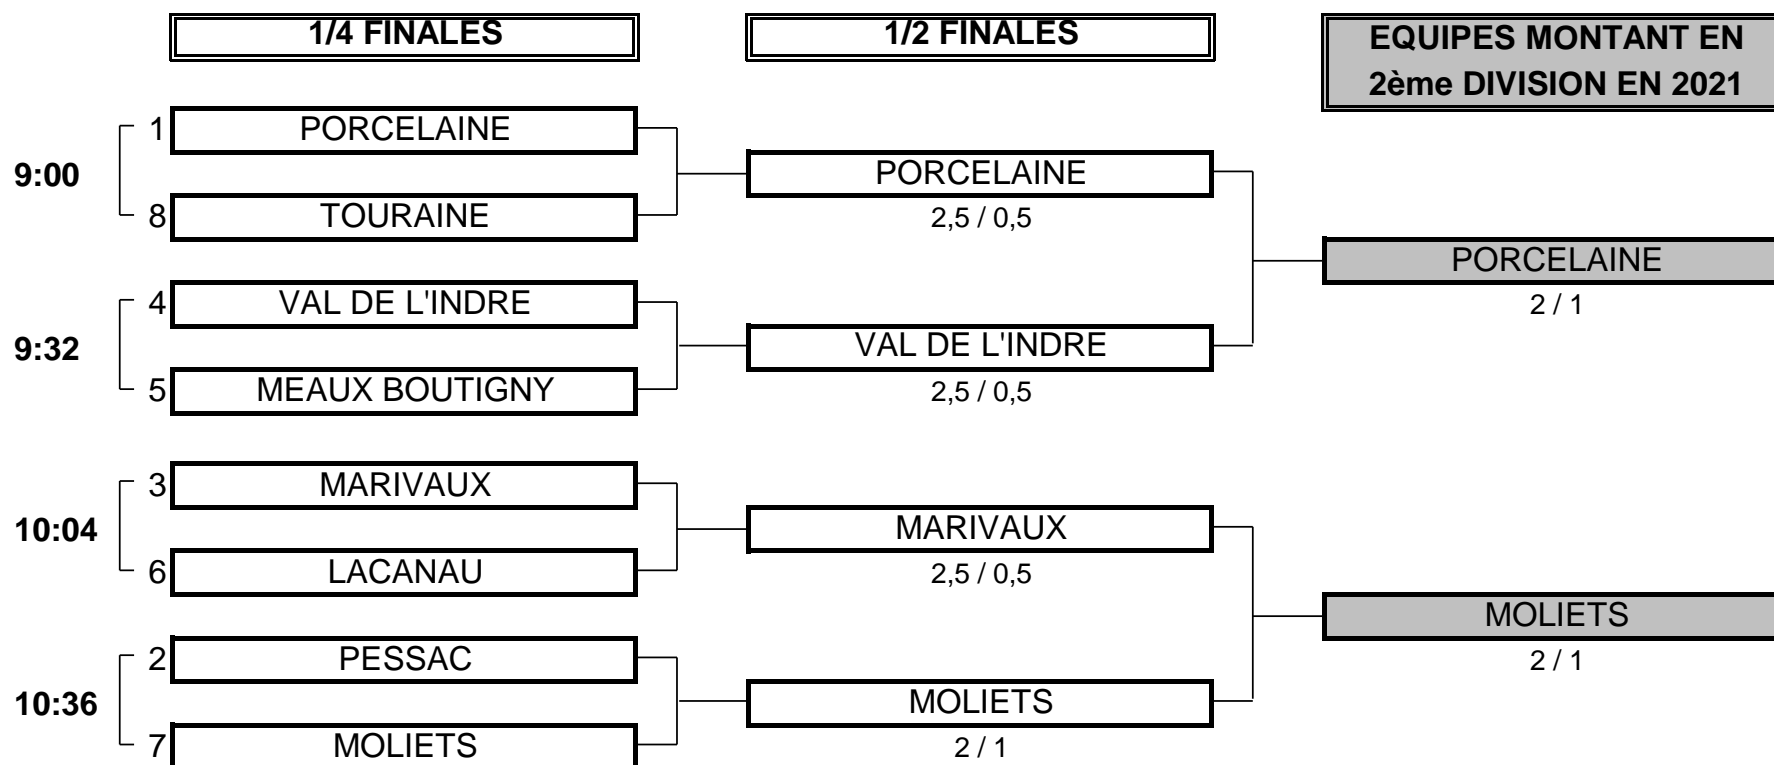 1/4 FINALES
1/2 FINALES
EQUIPES MONTANT EN
2ème DIVISION EN 2021
9:00
1 PORCELAINE
8 TOURAINE
PORCELAINE
2,5 / 0,5
PORCELAINE
2 / 1
9:32
4 VAL DE L'INDRE
5 MEAUX BOUTIGNY
VAL DE L'INDRE
2,5 / 0,5
10:04
3 MARIVAUX
6 LACANAU
MARIVAUX
2,5 / 0,5
MOLIETS
2 / 1
10:36
2 PESSAC
7 MOLIETS
MOLIETS
2 / 1